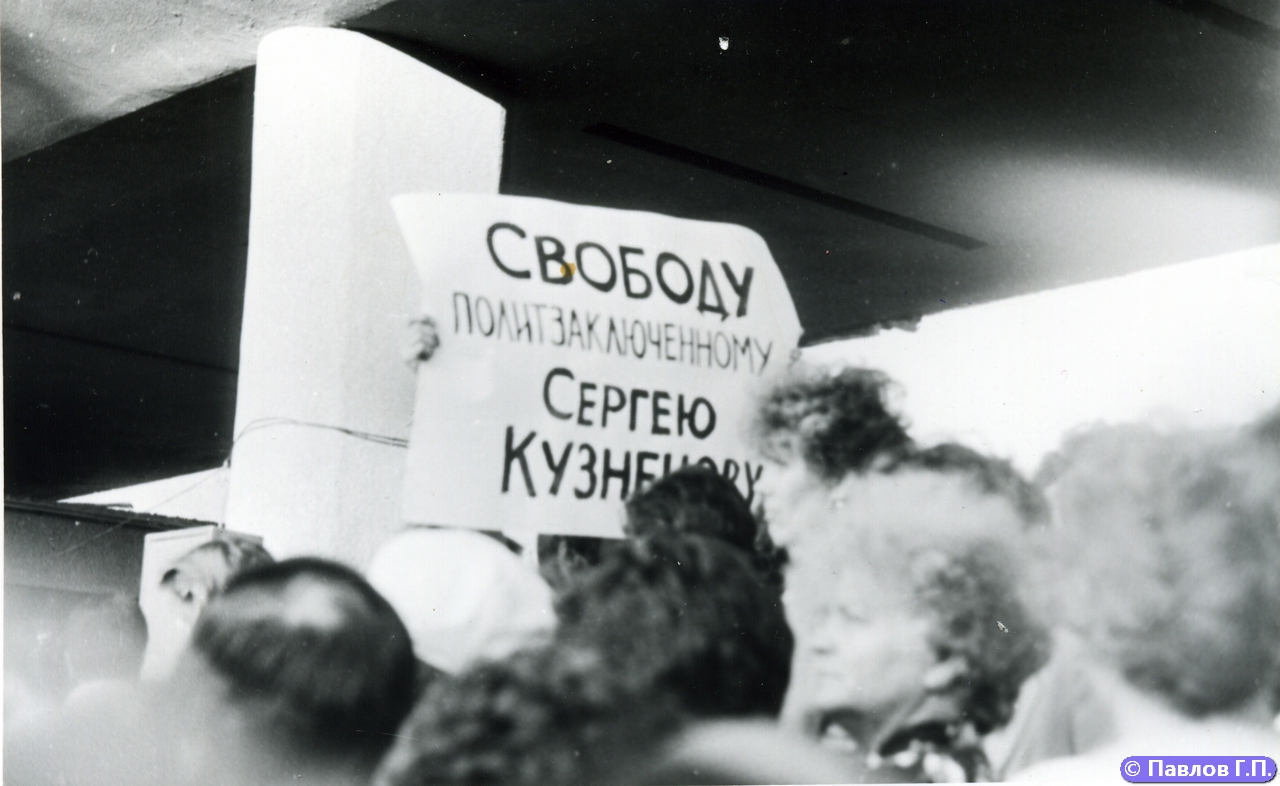 СВОБОДУ
ПОЛИТЗАКЛЮЧЕННОМУ
СЕРГЕЮ
КУЗНЕЦОВУ
© Павлов Г.П.